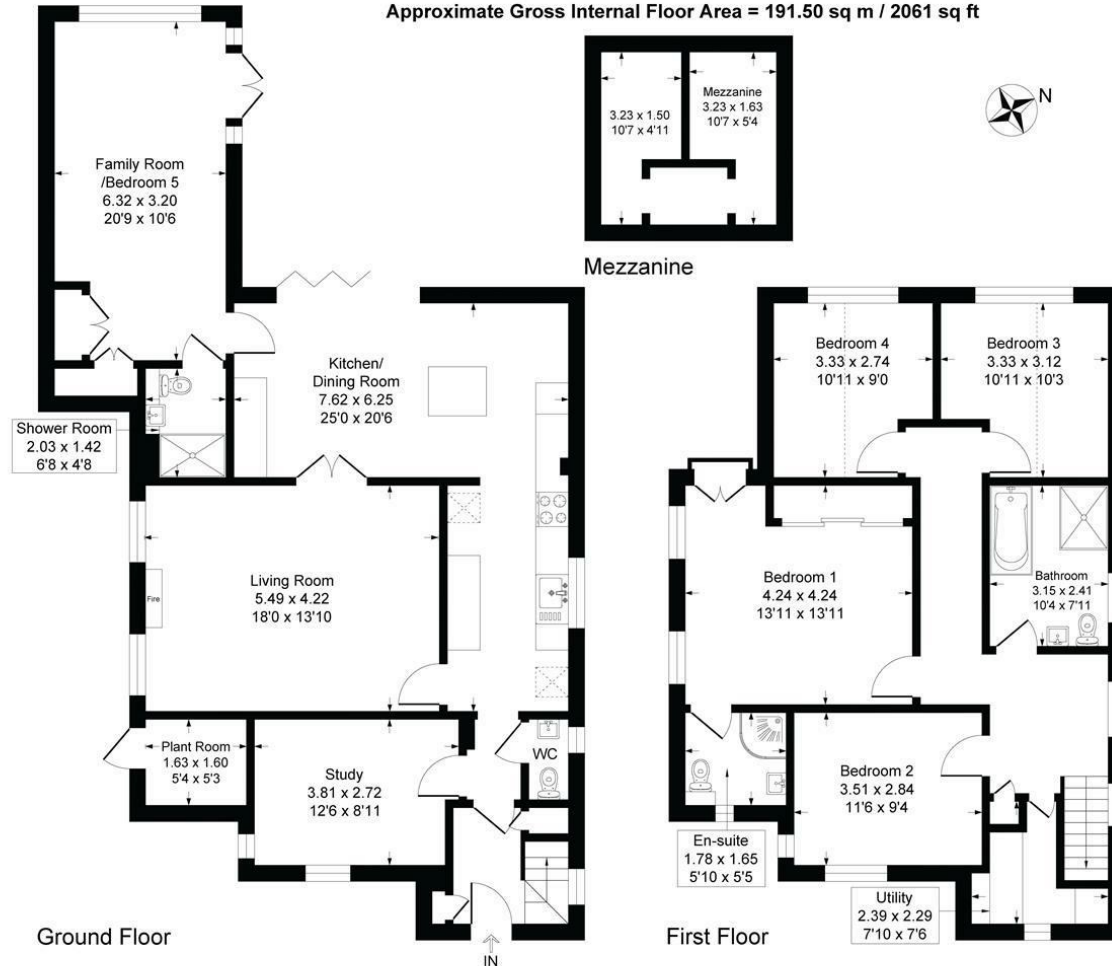 Approximate Gross Internal Floor Area = 191.50 sq m / 2061 sq ft
N
3.23 x 1.50
10'7 x 4'11
Mezzanine
3.23 x 1.63
10'7 x 5'4
Mezzanine
Family Room
/Bedroom 5
6.32 x 3.20
20'9 x 10'6
Kitchen/
Dining Room
7.62 x 6.25
25'0 x 20'6
Shower Room
2.03 x 1.42
6'8 x 4'8
Living Room
5.49 x 4.22
18'0 x 13'10
Fire
Plant Room
1.63 x 1.60
5'4 x 5'3
Study
3.81 x 2.72
12'6 x 8'11
WC
IN
Ground Floor
Bedroom 4
3.33 x 2.74
10'11 x 9'0
Bedroom 3
3.33 x 3.12
10'11 x 10'3
Bedroom 1
4.24 x 4.24
13'11 x 13'11
Bathroom
3.15 x 2.41
10'4 x 7'11
Bedroom 2
3.51 x 2.84
11'6 x 9'4
En-suite
1.78 x 1.65
5'10 x 5'5
Utility
2.39 x 2.29
7'10 x 7'6
First Floor